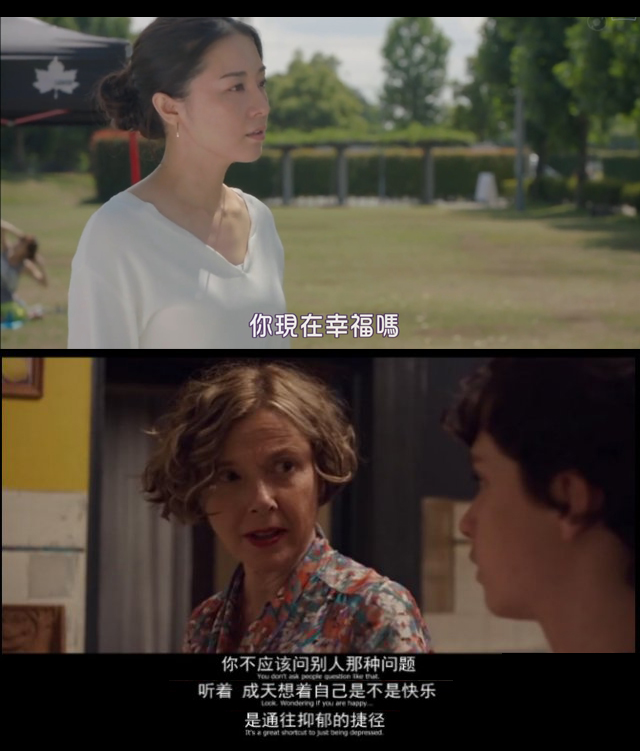 你現在幸福嗎
你不应该问别人那种问题
You don't ask people question like that.
听着 成天想着自己是不是快乐
Look. Wondering if you are happy...
是通往抑郁的捷径
It's a great shortcut to just being depressed.